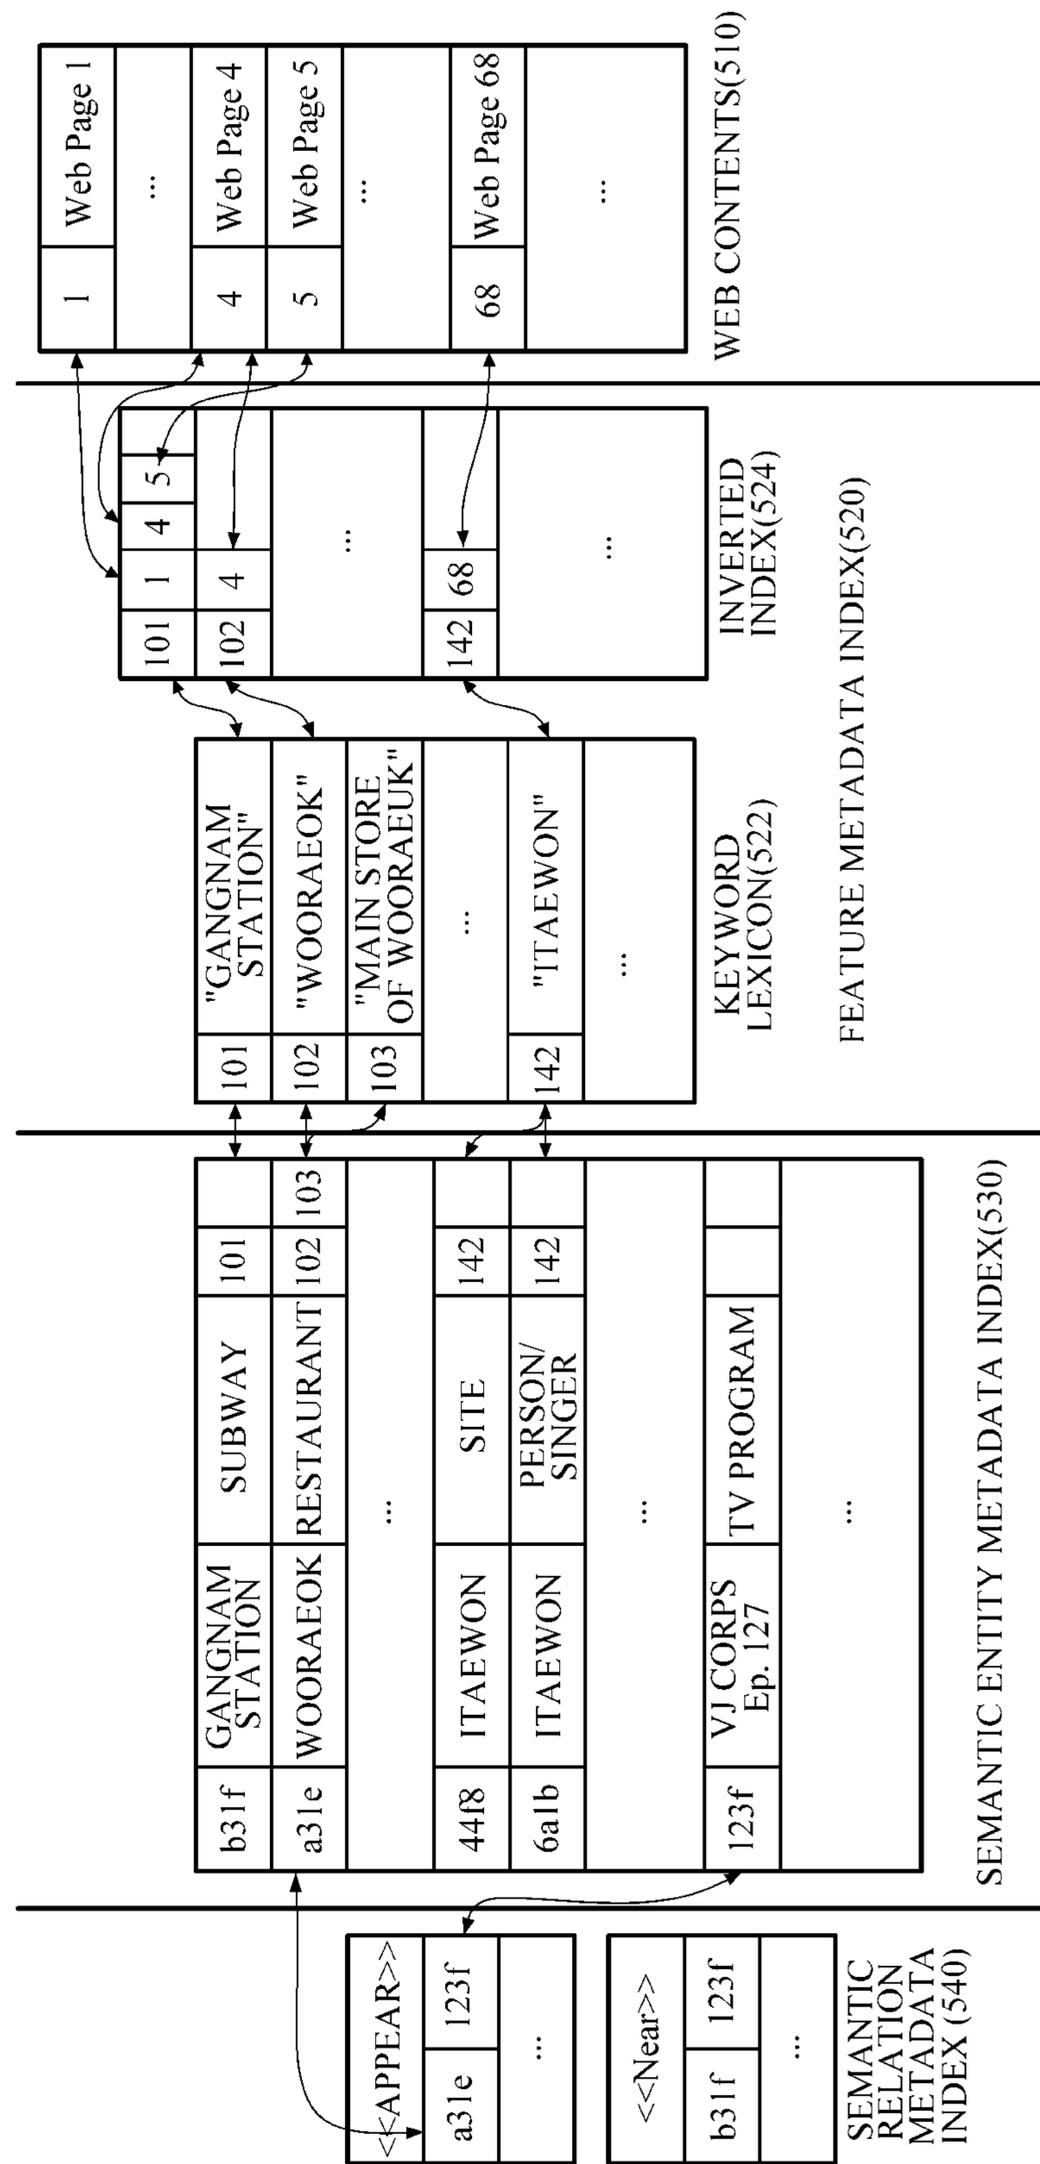 <<APPEAR>>
a31e 123f
...
<<Near>>
b31f 123f
...
SEMANTIC
RELATION
METADATA
INDEX (540)
b31f GANGNAM
STATION SUBWAY 101
a31e WOORAEOK RESTAURANT 102 103
...
44f8 ITAEWON SITE 142
6a1b ITAEWON PERSON/
SINGER 142
...
123f VJ CORPS
Ep. 127 TV PROGRAM
...
SEMANTIC ENTITY METADATA INDEX(530)
101 "GANGNAM
STATION"
102 "WOORAEOK"
103 "MAIN STORE
OF WOORAEUK"
...
142 "ITAEWON"
...
KEYWORD
LEXICON(522)
101 1 4 5
102 4
...
142 68
...
INVERTED
INDEX(524)
FEATURE METADATA INDEX(520)
1 Web Page 1
...
4 Web Page 4
5 Web Page 5
...
68 Web Page 68
...
WEB CONTENTS(510)